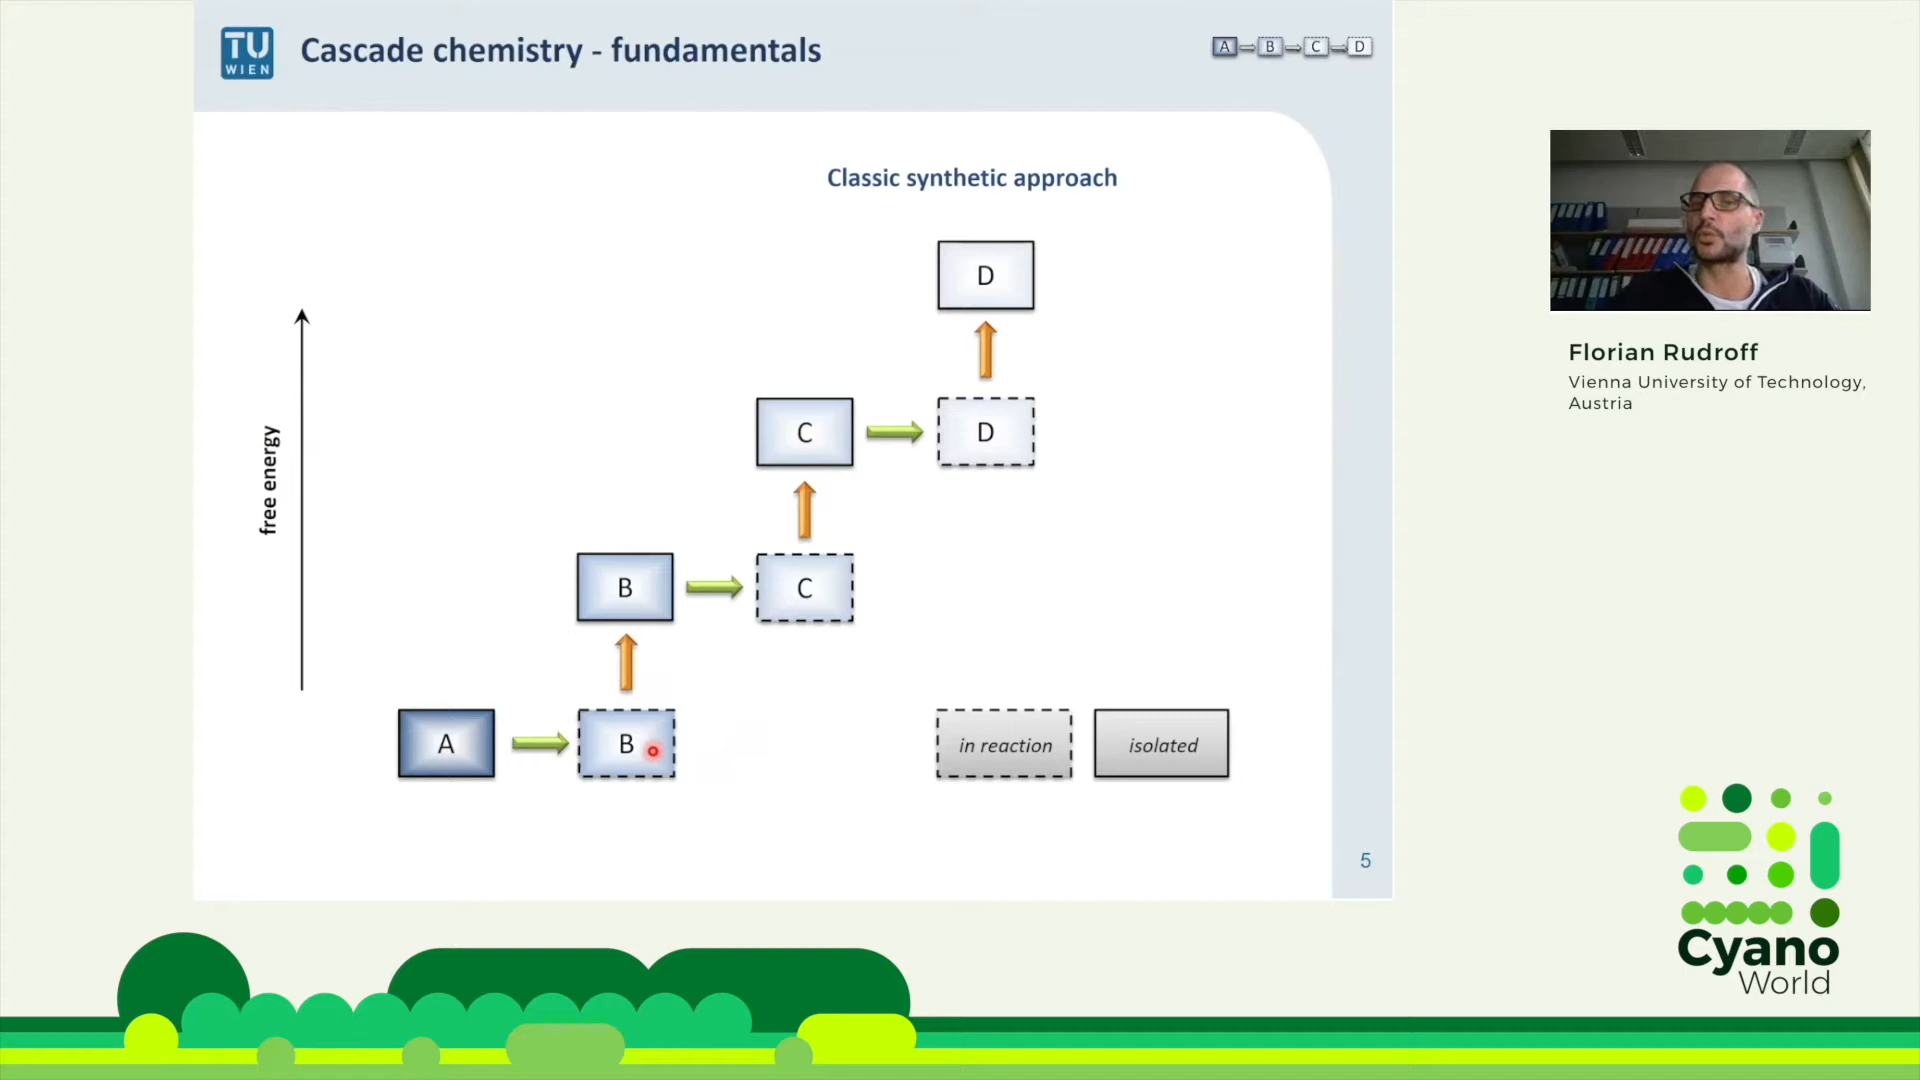 TU
WIEN
Cascade chemistry - fundamentals
A B C D
Classic synthetic approach
D
free energy
C D
B C
A B
in reaction isolated
5
Florian Rudroff
Vienna University of Technology,
Austria
Cyano
World